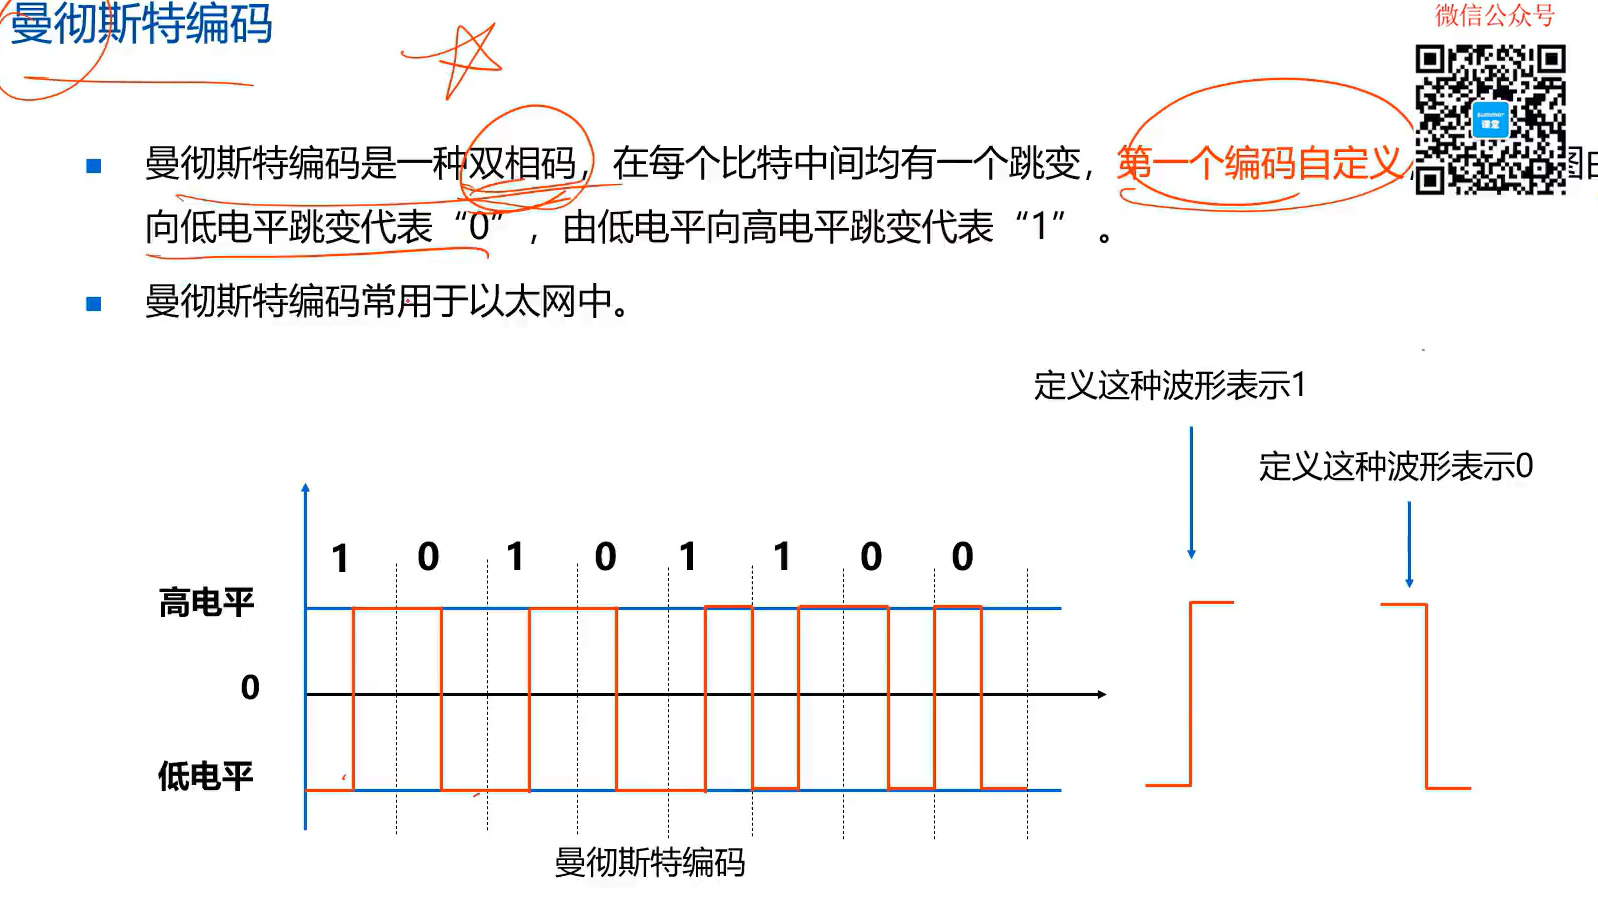 曼彻斯特编码
微信公众号
summer
课堂
曼彻斯特编码是一种双相码，在每个比特中间均有一个跳变，第一个编码自定义，图由
向低电平跳变代表“0”，由低电平向高电平跳变代表“1”。
曼彻斯特编码常用于以太网中。
定义这种波形表示1
定义这种波形表示0
1 0 1 0 1 1 0 0
高电平
0
低电平
曼彻斯特编码